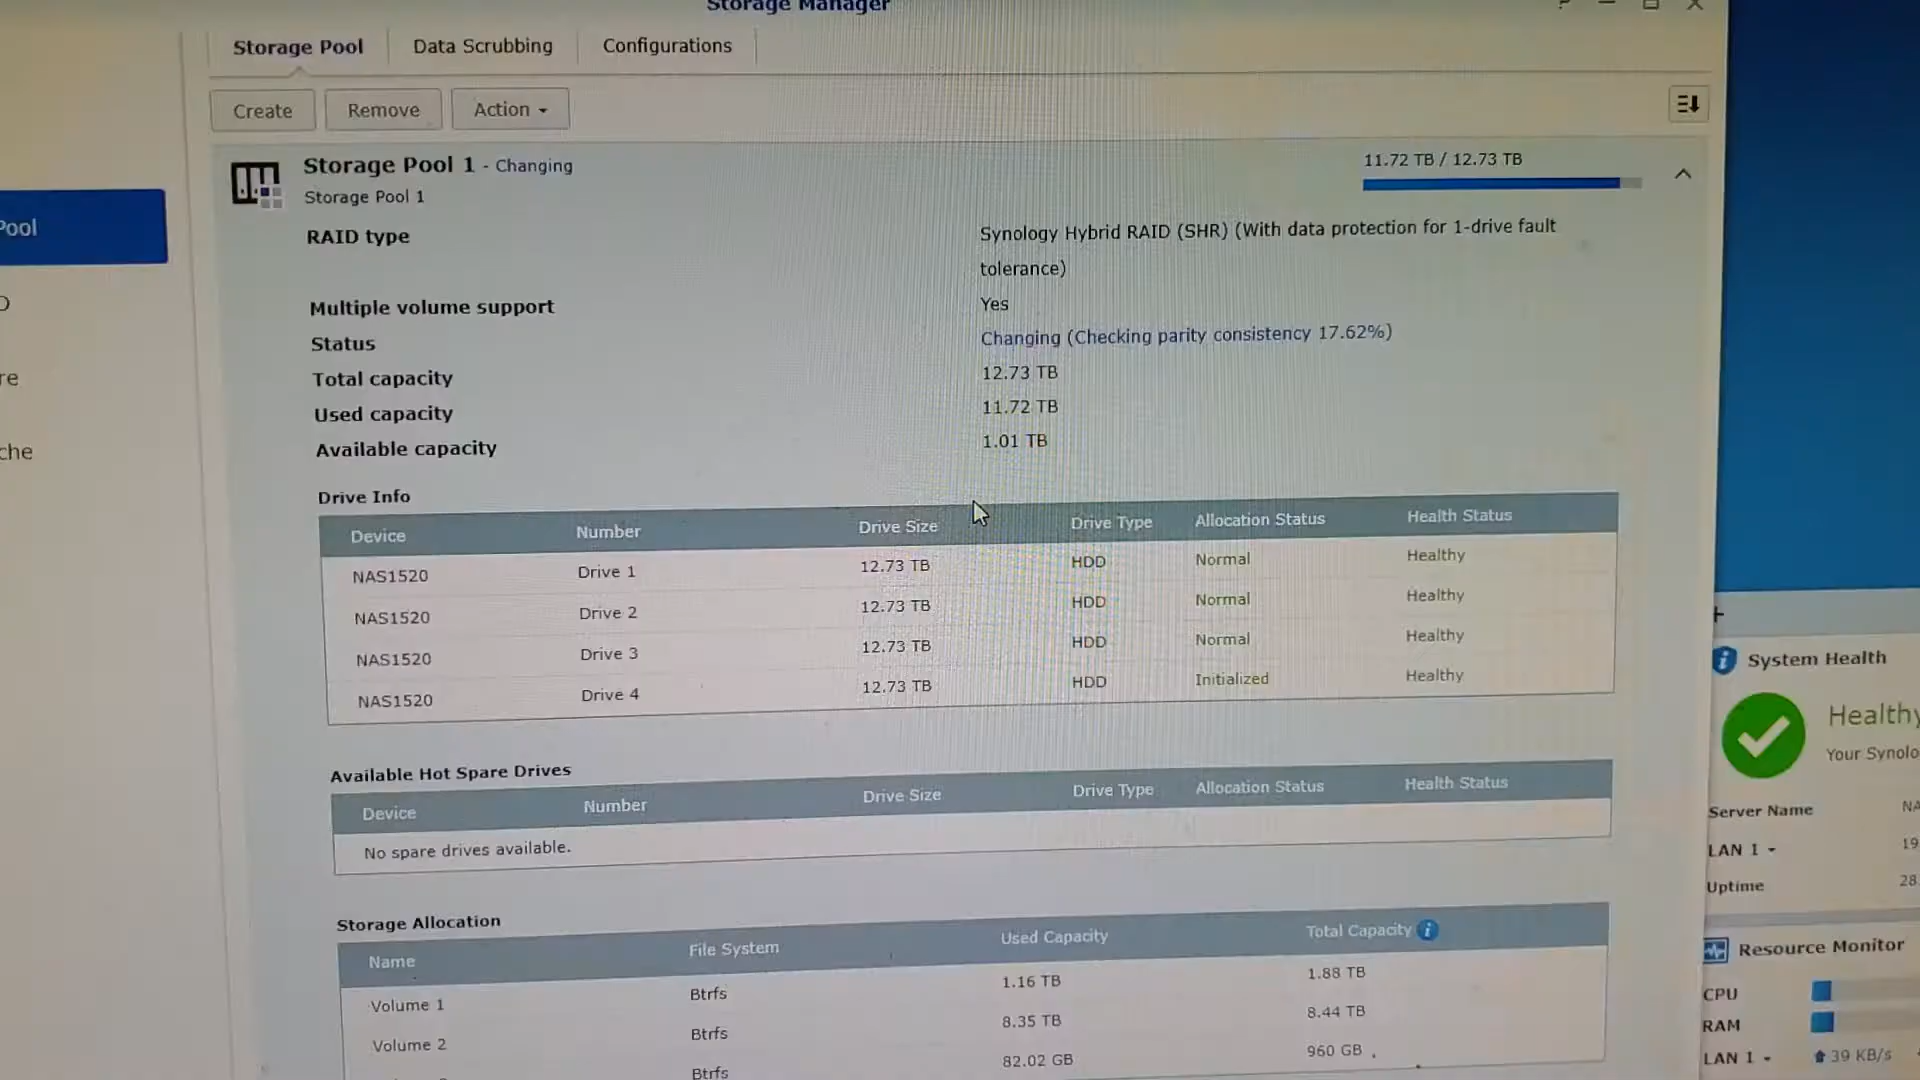 Storage Manager
Storage Pool
Data Scrubbing
Configurations
Create
Remove
Action
Storage Pool 1 - Changing
Storage Pool 1
11.72 TB / 12.73 TB
Pool
RAID type
Synology Hybrid RAID (SHR) (With data protection for 1-drive fault
tolerance)
Multiple volume support
Yes
Status
Changing (Checking parity consistency 17.62%)
Total capacity
12.73 TB
Used capacity
11.72 TB
Available capacity
1.01 TB
re
che
Drive Info
Device Number Drive Size Drive Type Allocation Status Health Status
NAS1520 Drive 1 12.73 TB HDD Normal Healthy
NAS1520 Drive 2 12.73 TB HDD Normal Healthy
NAS1520 Drive 3 12.73 TB HDD Normal Healthy
NAS1520 Drive 4 12.73 TB HDD Initialized Healthy
Available Hot Spare Drives
Device Number Drive Size Drive Type Allocation Status Health Status
No spare drives available.
Storage Allocation
Name File System Used Capacity Total Capacity
Volume 1 Btrfs 1.16 TB 1.88 TB
Volume 2 Btrfs 8.35 TB 8.44 TB
Btrfs 82.02 GB 960 GB
+
System Health
Healthy
Your Synolo
Server Name NA
LAN 1 19
Uptime 28
Resource Monitor
CPU
RAM
LAN 1 39 KB/s